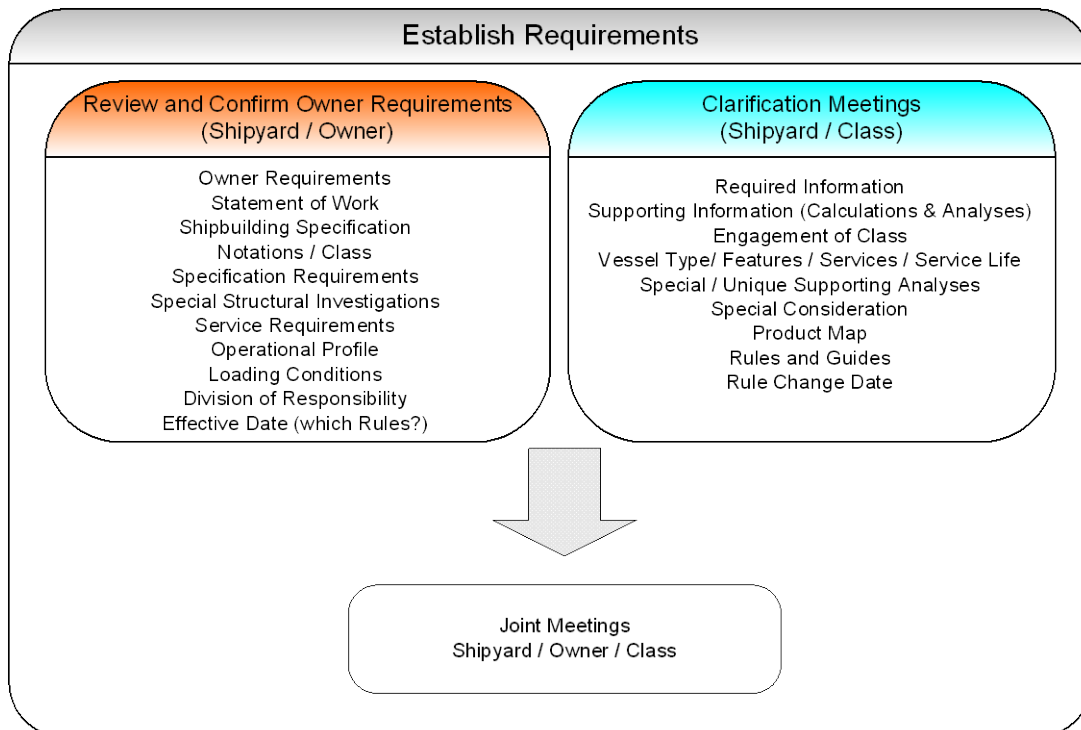 Establish Requirements
Review and Confirm Owner Requirements
(Shipyard / Owner)
Owner Requirements
Statement of Work
Shipbuilding Specification
Notations / Class
Specification Requirements
Special Structural Investigations
Service Requirements
Operational Profile
Loading Conditions
Division of Responsibility
Effective Date (which Rules?)
Clarification Meetings
(Shipyard / Class)
Required Information
Supporting Information (Calculations & Analyses)
Engagement of Class
Vessel Type/ Features / Services / Service Life
Special / Unique Supporting Analyses
Special Consideration
Product Map
Rules and Guides
Rule Change Date
Joint Meetings
Shipyard / Owner / Class